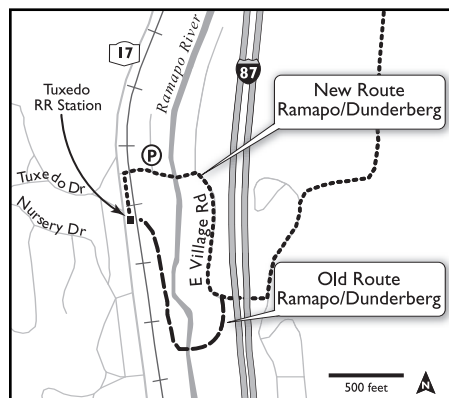 17
Ramapo River
87
Tuxedo
RR Station
New Route
Ramapo/Dunderberg
P
Tuxedo Dr
Nursery Dr
E Village Rd
Old Route
Ramapo/Dunderberg
500 feet
N